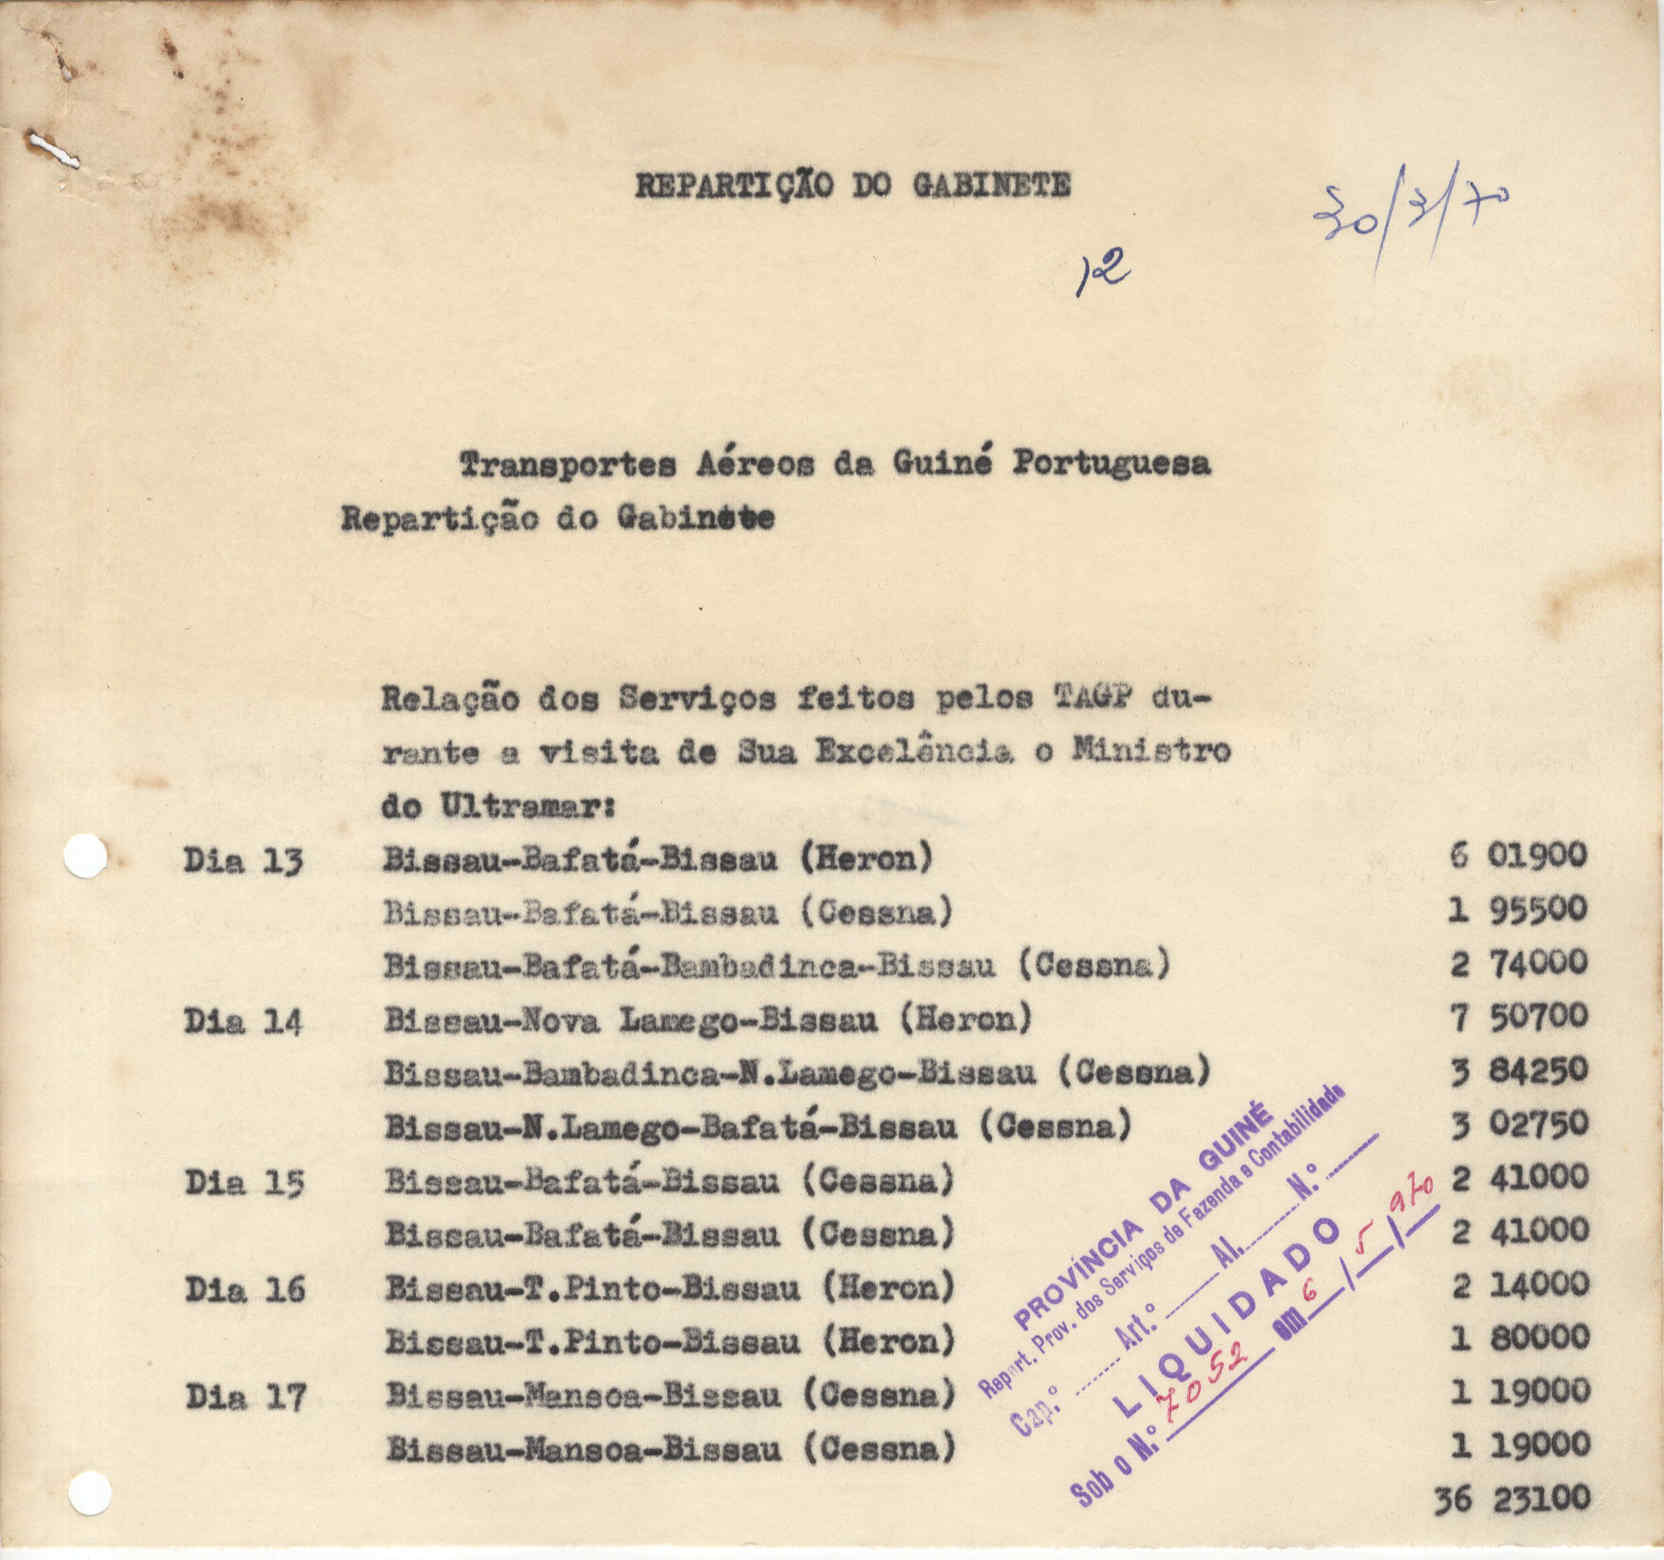 REPARTIÇÃO DO GABINETE
30/3/70
12
Transportes Aéreos da Guiné Portuguesa
Repartição do Gabinete
Relação dos Serviços feitos pelos TAGP du-
rante a visita de Sua Excelência o Ministro
do Ultramar:
Dia 13 Bissau-Bafatá-Bissau (Heron) 6 01900
Bissau-Bafatá-Bissau (Cessna) 1 95500
Bissau-Bafatá-Bambadinca-Bissau (Cessna) 2 74000
Dia 14 Bissau-Nova Lamego-Bissau (Heron) 7 50700
Bissau-Bambadinca-N.Lamego-Bissau (Cessna) 3 84250
Bissau-N.Lamego-Bafatá-Bissau (Cessna) 3 02750
Dia 15 Bissau-Bafatá-Bissau (Cessna) 2 41000
Bissau-Bafatá-Bissau (Cessna) 2 41000
Dia 16 Bissau-T.Pinto-Bissau (Heron) 2 14000
Bissau-T.Pinto-Bissau (Heron) 1 80000
Dia 17 Bissau-Mansoa-Bissau (Cessna) 1 19000
Bissau-Mansoa-Bissau (Cessna) 1 19000
36 23100
PROVÍNCIA DA GUINÉ
Repart. Prov. dos Serviços de Fazenda e Contabilidade
Cap.º Art.º Al. N.º
LIQUIDADO
Sob o N.º 7052 em 6/5/970